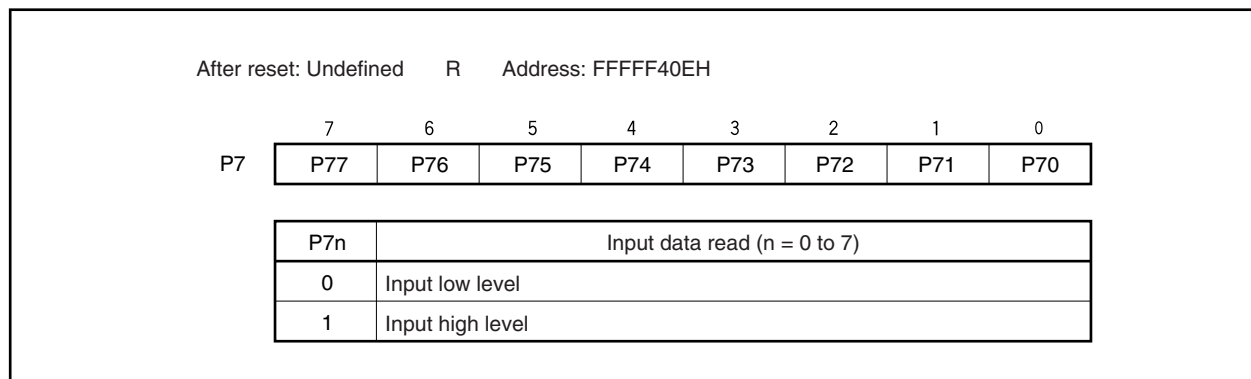 After reset: Undefined R Address: FFFFF40EH
7 6 5 4 3 2 1 0
P7 P77 P76 P75 P74 P73 P72 P71 P70
P7n Input data read (n = 0 to 7)
0 Input low level
1 Input high level